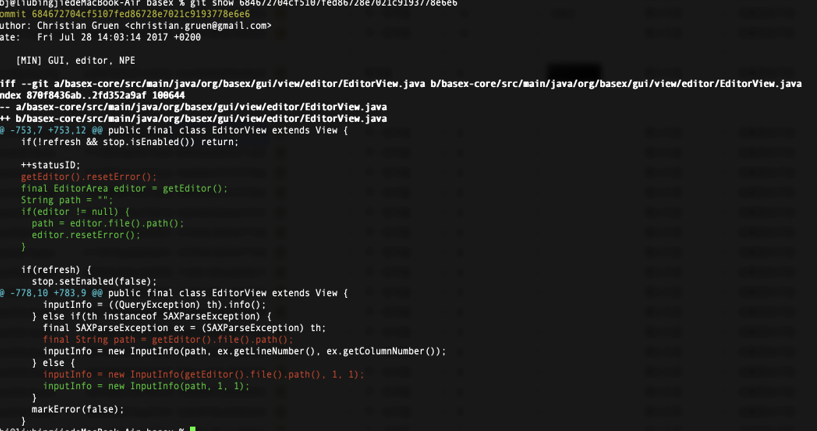 bj@liubingjiedeMacBook-Air basex % git show 684672704cf5107fed86728e7021c9193778e6e6
ommit 684672704cf5107fed86728e7021c9193778e6e6
uthor: Christian Gruen <christian.gruen@gmail.com>
ate:   Fri Jul 28 14:03:14 2017 +0200
[MIN] GUI, editor, NPE
iff --git a/basex-core/src/main/java/org/basex/gui/view/editor/EditorView.java b/basex-core/src/main/java/org/basex/gui/view/editor/EditorView.java
ndex 870f8436ab..2fd352a9af 100644
-- a/basex-core/src/main/java/org/basex/gui/view/editor/EditorView.java
++ b/basex-core/src/main/java/org/basex/gui/view/editor/EditorView.java
@ -753,7 +753,12 @@ public final class EditorView extends View {
if(!refresh && stop.isEnabled()) return;
++statusID;
getEditor().resetError();
final EditorArea editor = getEditor();
String path = "";
if(editor != null) {
path = editor.file().path();
editor.resetError();
}
if(refresh) {
stop.setEnabled(false);
@ -778,10 +783,9 @@ public final class EditorView extends View {
inputInfo = ((QueryException) th).info();
} else if(th instanceof SAXParseException) {
final SAXParseException ex = (SAXParseException) th;
final String path = getEditor().file().path();
inputInfo = new InputInfo(path, ex.getLineNumber(), ex.getColumnNumber());
} else {
inputInfo = new InputInfo(getEditor().file().path(), 1, 1);
inputInfo = new InputInfo(path, 1, 1);
}
markError(false);
}
bj@liubingjiedeMacBook-Air basex %